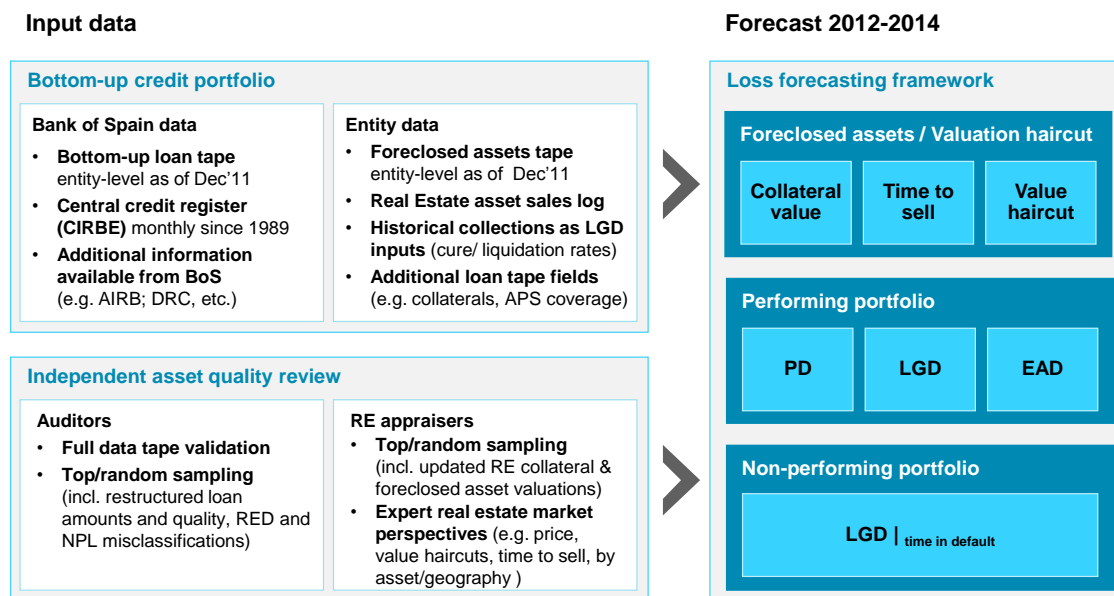 Input data
Forecast 2012-2014
Bottom-up credit portfolio
Bank of Spain data
• Bottom-up loan tape
entity-level as of Dec'11
• Central credit register
(CIRBE) monthly since 1989
• Additional information
available from BoS
(e.g. AIRB; DRC, etc.)
Entity data
• Foreclosed assets tape
entity-level as of Dec'11
• Real Estate asset sales log
• Historical collections as LGD
inputs (cure/ liquidation rates)
• Additional loan tape fields
(e.g. collaterals, APS coverage)
Independent asset quality review
Auditors
• Full data tape validation
• Top/random sampling
(incl. restructured loan
amounts and quality, RED and
NPL misclassifications)
RE appraisers
• Top/random sampling
(incl. updated RE collateral &
foreclosed asset valuations)
• Expert real estate market
perspectives (e.g. price,
value haircuts, time to sell, by
asset/geography )
Loss forecasting framework
Foreclosed assets / Valuation haircut
Collateral
value
Time to
sell
Value
haircut
Performing portfolio
PD
LGD
EAD
Non-performing portfolio
LGD | time in default